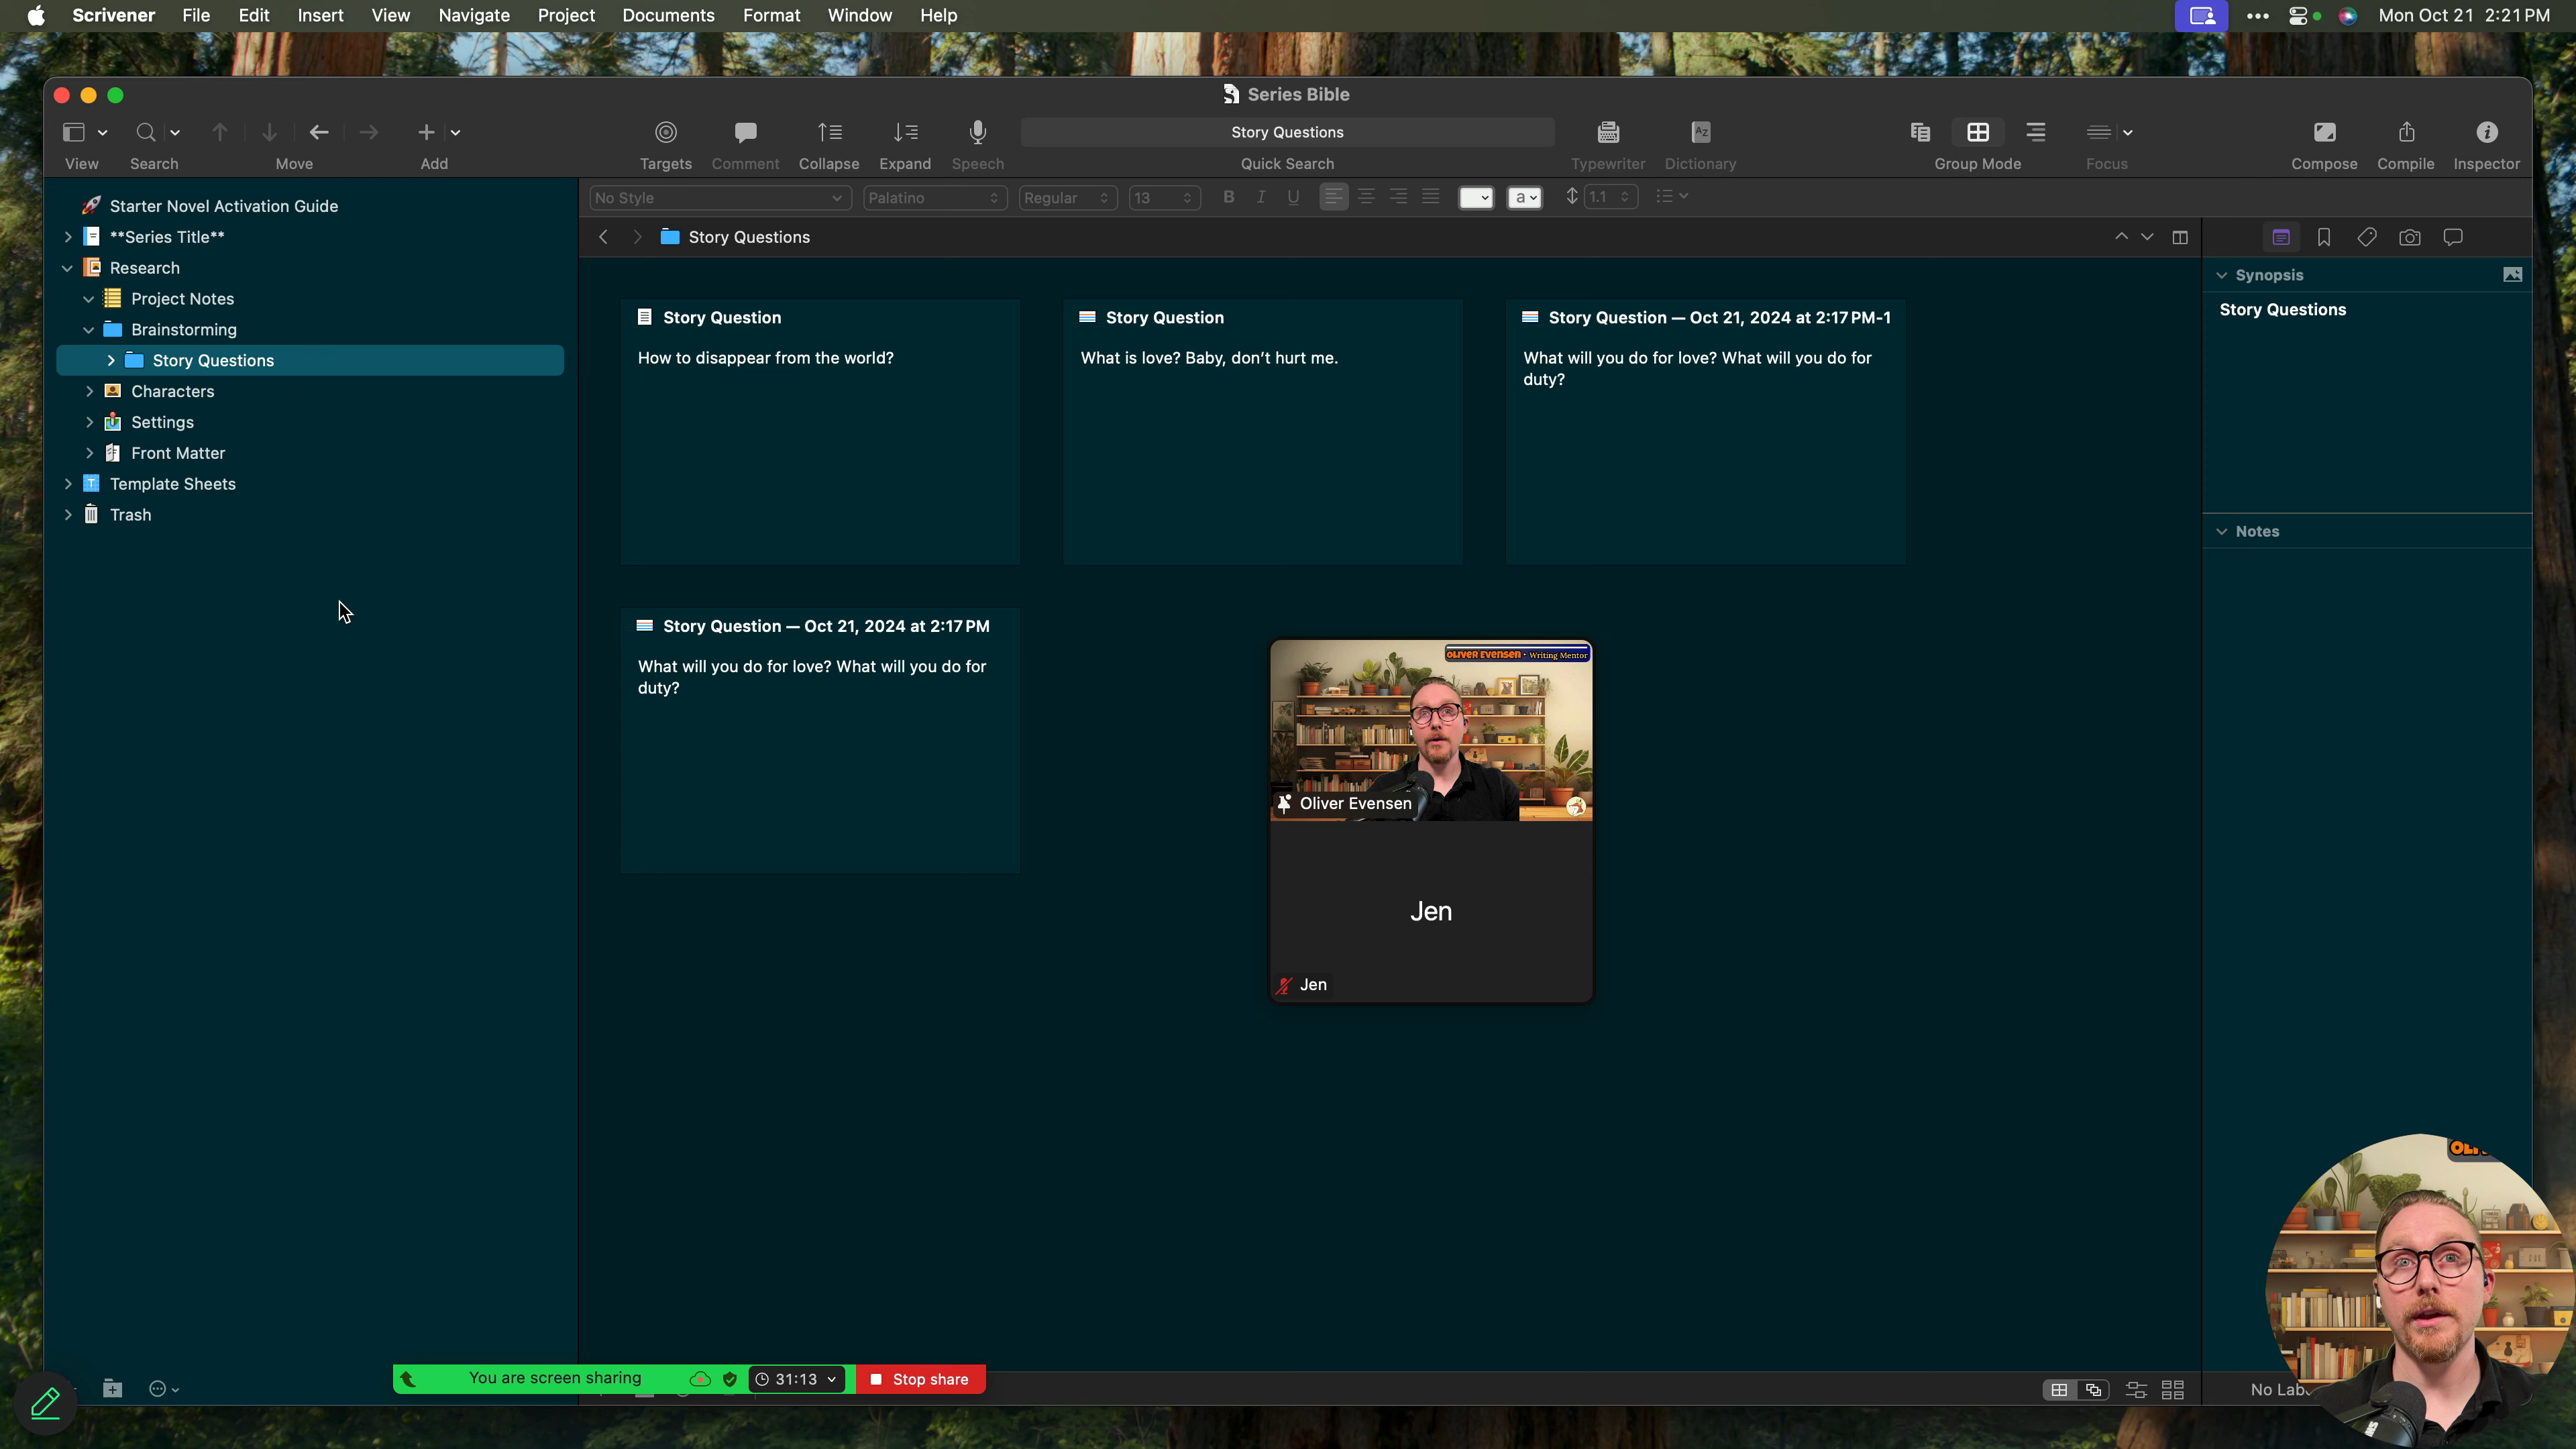 Scrivener File Edit Insert View Navigate Project Documents Format Window Help Mon Oct 21 2:21 PM
Series Bible
Story Questions
View Search Move Add Targets Comment Collapse Expand Speech Quick Search Typewriter Dictionary Group Mode Focus Compose Compile Inspector
No Style Palatino Regular 13 B I U a 1.1
Starter Novel Activation Guide
**Series Title**
Research
Project Notes
Brainstorming
Story Questions
Characters
Settings
Front Matter
Template Sheets
Trash
Story Questions
Story Question
How to disappear from the world?
Story Question
What is love? Baby, don't hurt me.
Story Question — Oct 21, 2024 at 2:17 PM-1
What will you do for love? What will you do for
duty?
Story Question — Oct 21, 2024 at 2:17 PM
What will you do for love? What will you do for
duty?
Synopsis
Story Questions
Notes
OLIVER EVENSEN • Writing Mentor
Oliver Evensen
Jen
Jen
You are screen sharing 31:13 Stop share
No Lab